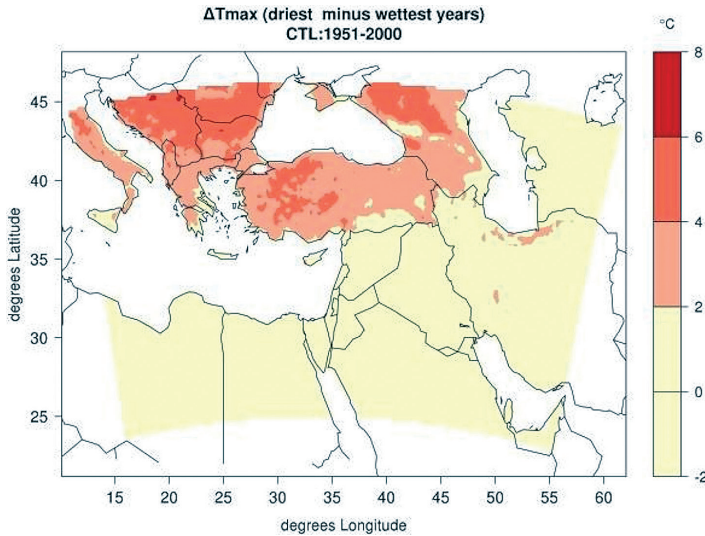 ΔTmax (driest  minus wettest years)
CTL:1951-2000
°C
8
6
4
2
0
-2
degrees Latitude
45
40
35
30
25
15 20 25 30 35 40 45 50 55 60
degrees Longitude